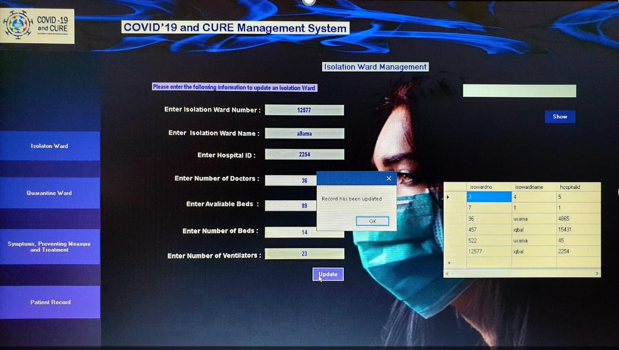 COVID -19
and CURE
COVID'19 and CURE Management System
Isolation Ward Management
Please enter the following information to update an Isolation Ward
Enter Isolation Ward Number : 12577
Show
Enter Isolation Ward Name : allama
Isolaton Ward
Enter Hospital ID : 2254
Enter Number of Doctors : 36
Record has been updated
OK
Quarantine Ward
Enter Avaliable Beds : 89
Enter Number of Beds : 14
Symptoms, Preventing Measure
and Treatment
Enter Number of Ventilators : 23
Update
Patient Record
isowardno isowardname hospitalid
3 4 5
7 1 1
96 usama 4865
457 iqbal 15431
522 usama 45
12577 iqbal 2254